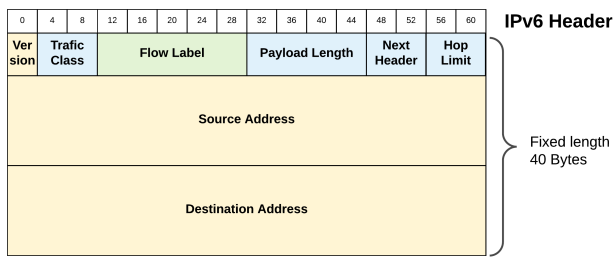 0 4 8 12 16 20 24 28 32 36 40 44 48 52 56 60
IPv6 Header
Ver
sion
Trafic
Class
Flow Label
Payload Length
Next
Header
Hop
Limit
Source Address
Fixed length
40 Bytes
Destination Address